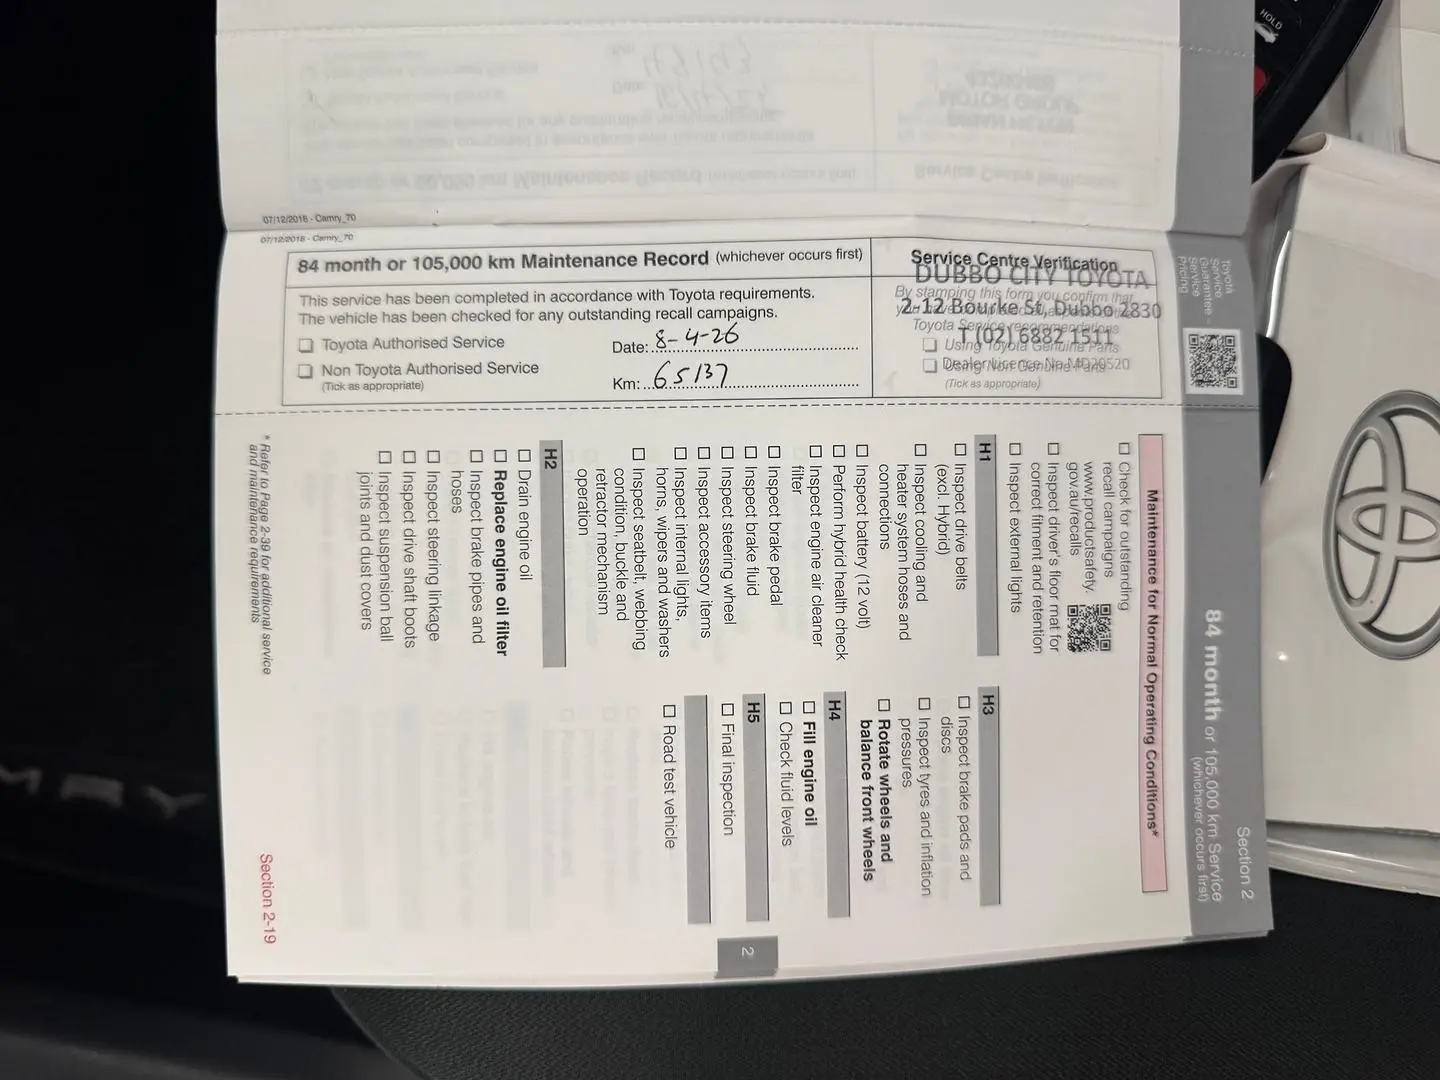 HOLD
07/12/2018 - Camry_70
07/12/2018 - Camry_70
84 month or 105,000 km Maintenance Record (whichever occurs first)
This service has been completed in accordance with Toyota requirements.
The vehicle has been checked for any outstanding recall campaigns.
Toyota Authorised Service
Non Toyota Authorised Service
(Tick as appropriate)
Date: 8-4-26
Km: 65137
Service Centre Verification
DUBBO CITY TOYOTA
By stamping this form you confirm that
2-12 Bourke St, Dubbo 2830
Toyota Service recommendations
T (02) 6882 1511
Using Toyota Genuine Parts
Dealer Licence No MD20520
Using Non Genuine Parts
(Tick as appropriate)
Toyota
Service
Guarantee -
Service
Pricing
Section 2
84 month or 105,000 km Service
(whichever occurs first)
Maintenance for Normal Operating Conditions*
Check for outstanding
recall campaigns
www.productsafety.
gov.au/recalls
Inspect driver's floor mat for
correct fitment and retention
Inspect external lights
H1
Inspect drive belts
(excl. Hybrid)
Inspect cooling and
heater system hoses and
connections
Inspect battery (12 volt)
Perform hybrid health check
Inspect engine air cleaner
filter
Inspect brake pedal
Inspect brake fluid
Inspect steering wheel
Inspect accessory items
Inspect internal lights,
horns, wipers and washers
Inspect seatbelt, webbing
condition, buckle and
retractor mechanism
operation
H2
Drain engine oil
Replace engine oil filter
Inspect brake pipes and
hoses
Inspect steering linkage
Inspect drive shaft boots
Inspect suspension ball
joints and dust covers
H3
Inspect brake pads and
discs
Inspect tyres and inflation
pressures
Rotate wheels and
balance front wheels
H4
Fill engine oil
Check fluid levels
H5
Final inspection
Road test vehicle
* Refer to Page 2-39 for additional service
and maintenance requirements
2
Section 2-19